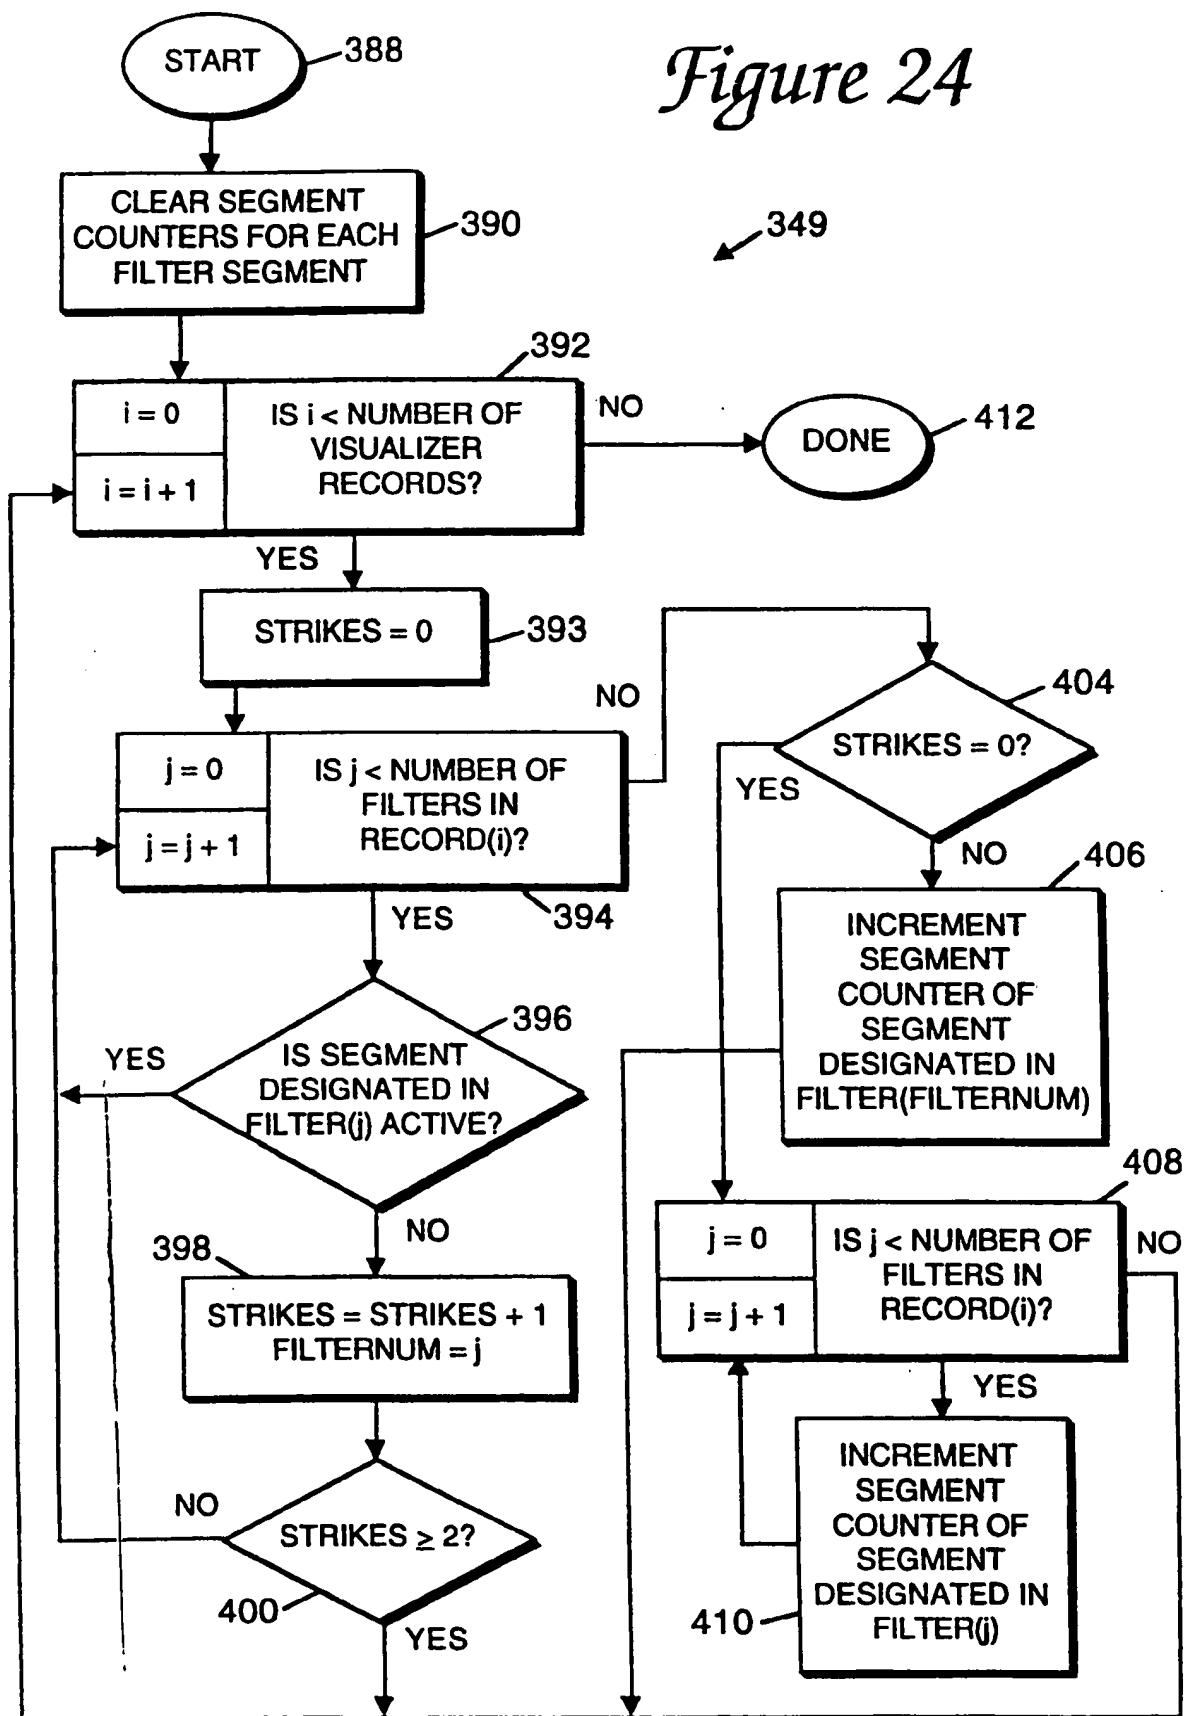 START
388
Figure 24
CLEAR SEGMENT
COUNTERS FOR EACH
FILTER SEGMENT
390
349
392
i = 0
i = i + 1
IS i < NUMBER OF
VISUALIZER
RECORDS?
NO
DONE
412
YES
STRIKES = 0
393
NO
j = 0
j = j + 1
IS j < NUMBER OF
FILTERS IN
RECORD(i)?
394
YES
404
STRIKES = 0?
YES
NO
406
INCREMENT
SEGMENT
COUNTER OF
SEGMENT
DESIGNATED IN
FILTER(FILTERNUM)
396
YES
IS SEGMENT
DESIGNATED IN
FILTER(j) ACTIVE?
NO
398
STRIKES = STRIKES + 1
FILTERNUM = j
NO
STRIKES ≥ 2?
400
YES
408
j = 0
j = j + 1
IS j < NUMBER OF
FILTERS IN
RECORD(i)?
NO
YES
INCREMENT
SEGMENT
COUNTER OF
SEGMENT
DESIGNATED IN
FILTER(j)
410